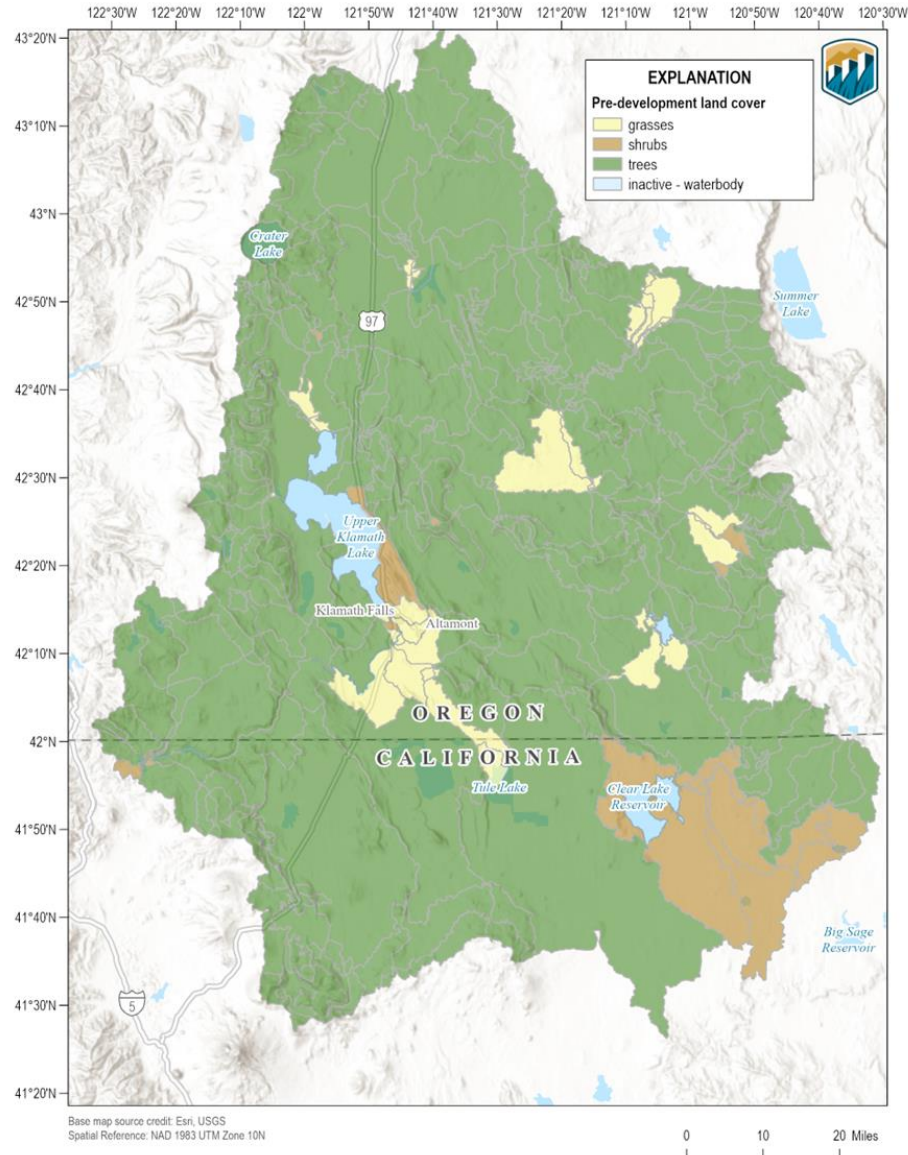 122°30'N 122°20'N 122°10'N 122°N 121°50'N 121°40'N 121°30'N 121°20'N 121°10'N 121°N 120°50'N 120°40'N 120°30'N
43°20'N
43°10'N
43°N
42°50'N
42°40'N
42°30'N
42°20'N
42°10'N
42°N
41°50'N
41°40'N
41°30'N
41°20'N
EXPLANATION
Pre-development land cover
grasses
shrubs
trees
inactive - waterbody
Crater
Lake
Summer
Lake
97
Upper
Klamath
Lake
Klamath Falls
Altamont
OREGON
CALIFORNIA
Tule Lake
Clear Lake
Reservoir
Big Sage
Reservoir
5
Base map source credit: Esri, USGS
Spatial Reference: NAD 1983 UTM Zone 10N
0 10 20 Miles